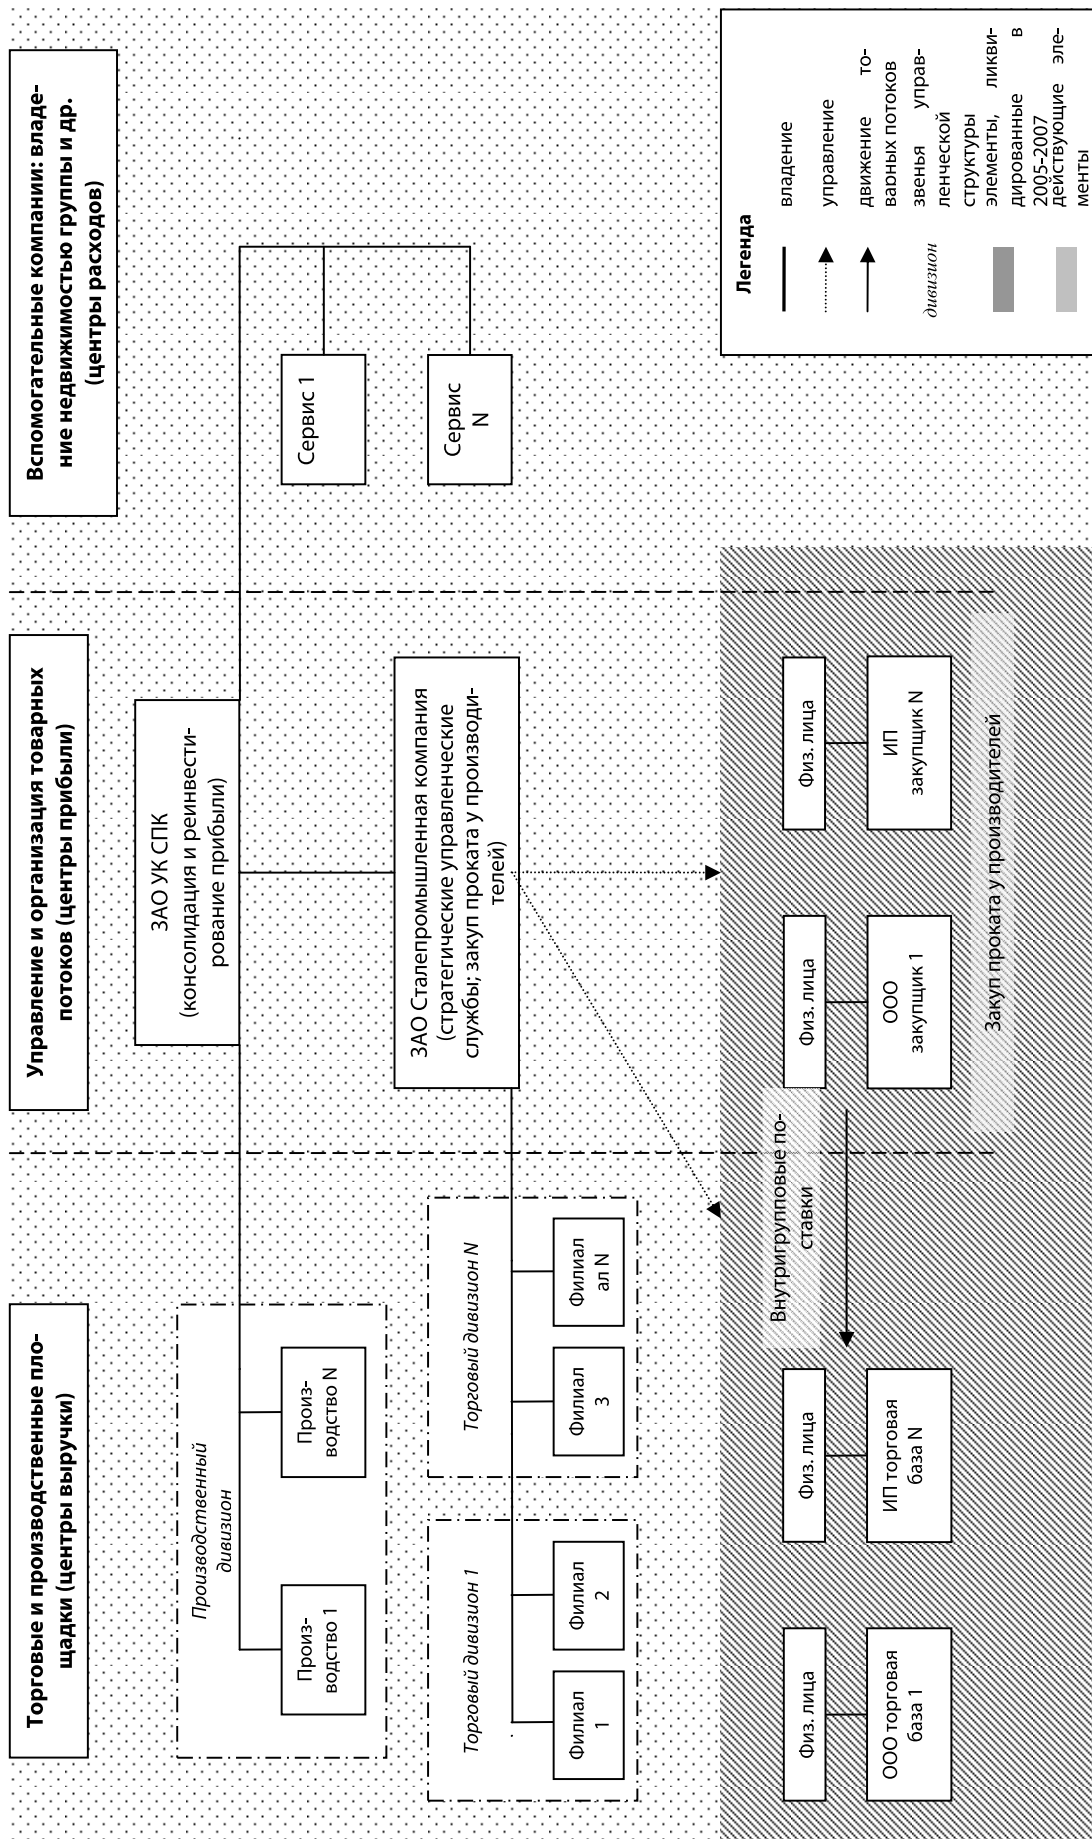 Торговые и производственные пло-
щадки (центры выручки)
Управление и организация товарных
потоков (центры прибыли)
Вспомогательные компании: владе-
ние недвижимостью группы и др.
(центры расходов)
ЗАО УК СПК
(консолидация и реинвести-
рование прибыли)
Производственный
дивизион
Произ-
водство 1
Произ-
водство N
Сервис 1
Сервис
N
ЗАО Сталепромышленная компания
(стратегические управленческие
службы; закуп проката у производи-
телей)
Торговый дивизион 1
Филиал
1
Филиал
2
Торговый дивизион N
Филиал
3
Филиал
ал N
Физ. лица
ООО торговая
база 1
Физ. лица
ИП торговая
база N
Внутригрупповые по-
ставки
Физ. лица
ООО
закупщик 1
Физ. лица
ИП
закупщик N
Закуп проката у производителей
Легенда
владение
управление
движение то-
варных потоков
дивизион
звенья управ-
ленческой
структуры
элементы, ликви-
дированные в
2005–2007
действующие эле-
менты